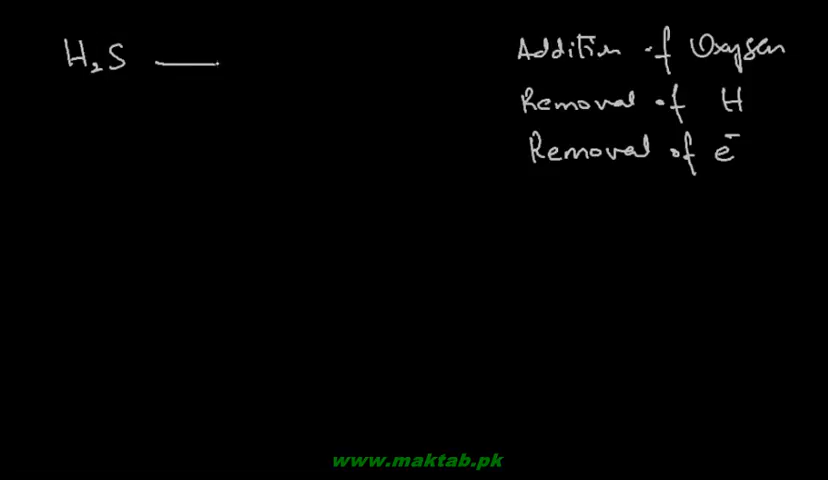 H₂S
Addition of Oxygen
Removal of H
Removal of e⁻
www.maktab.pk